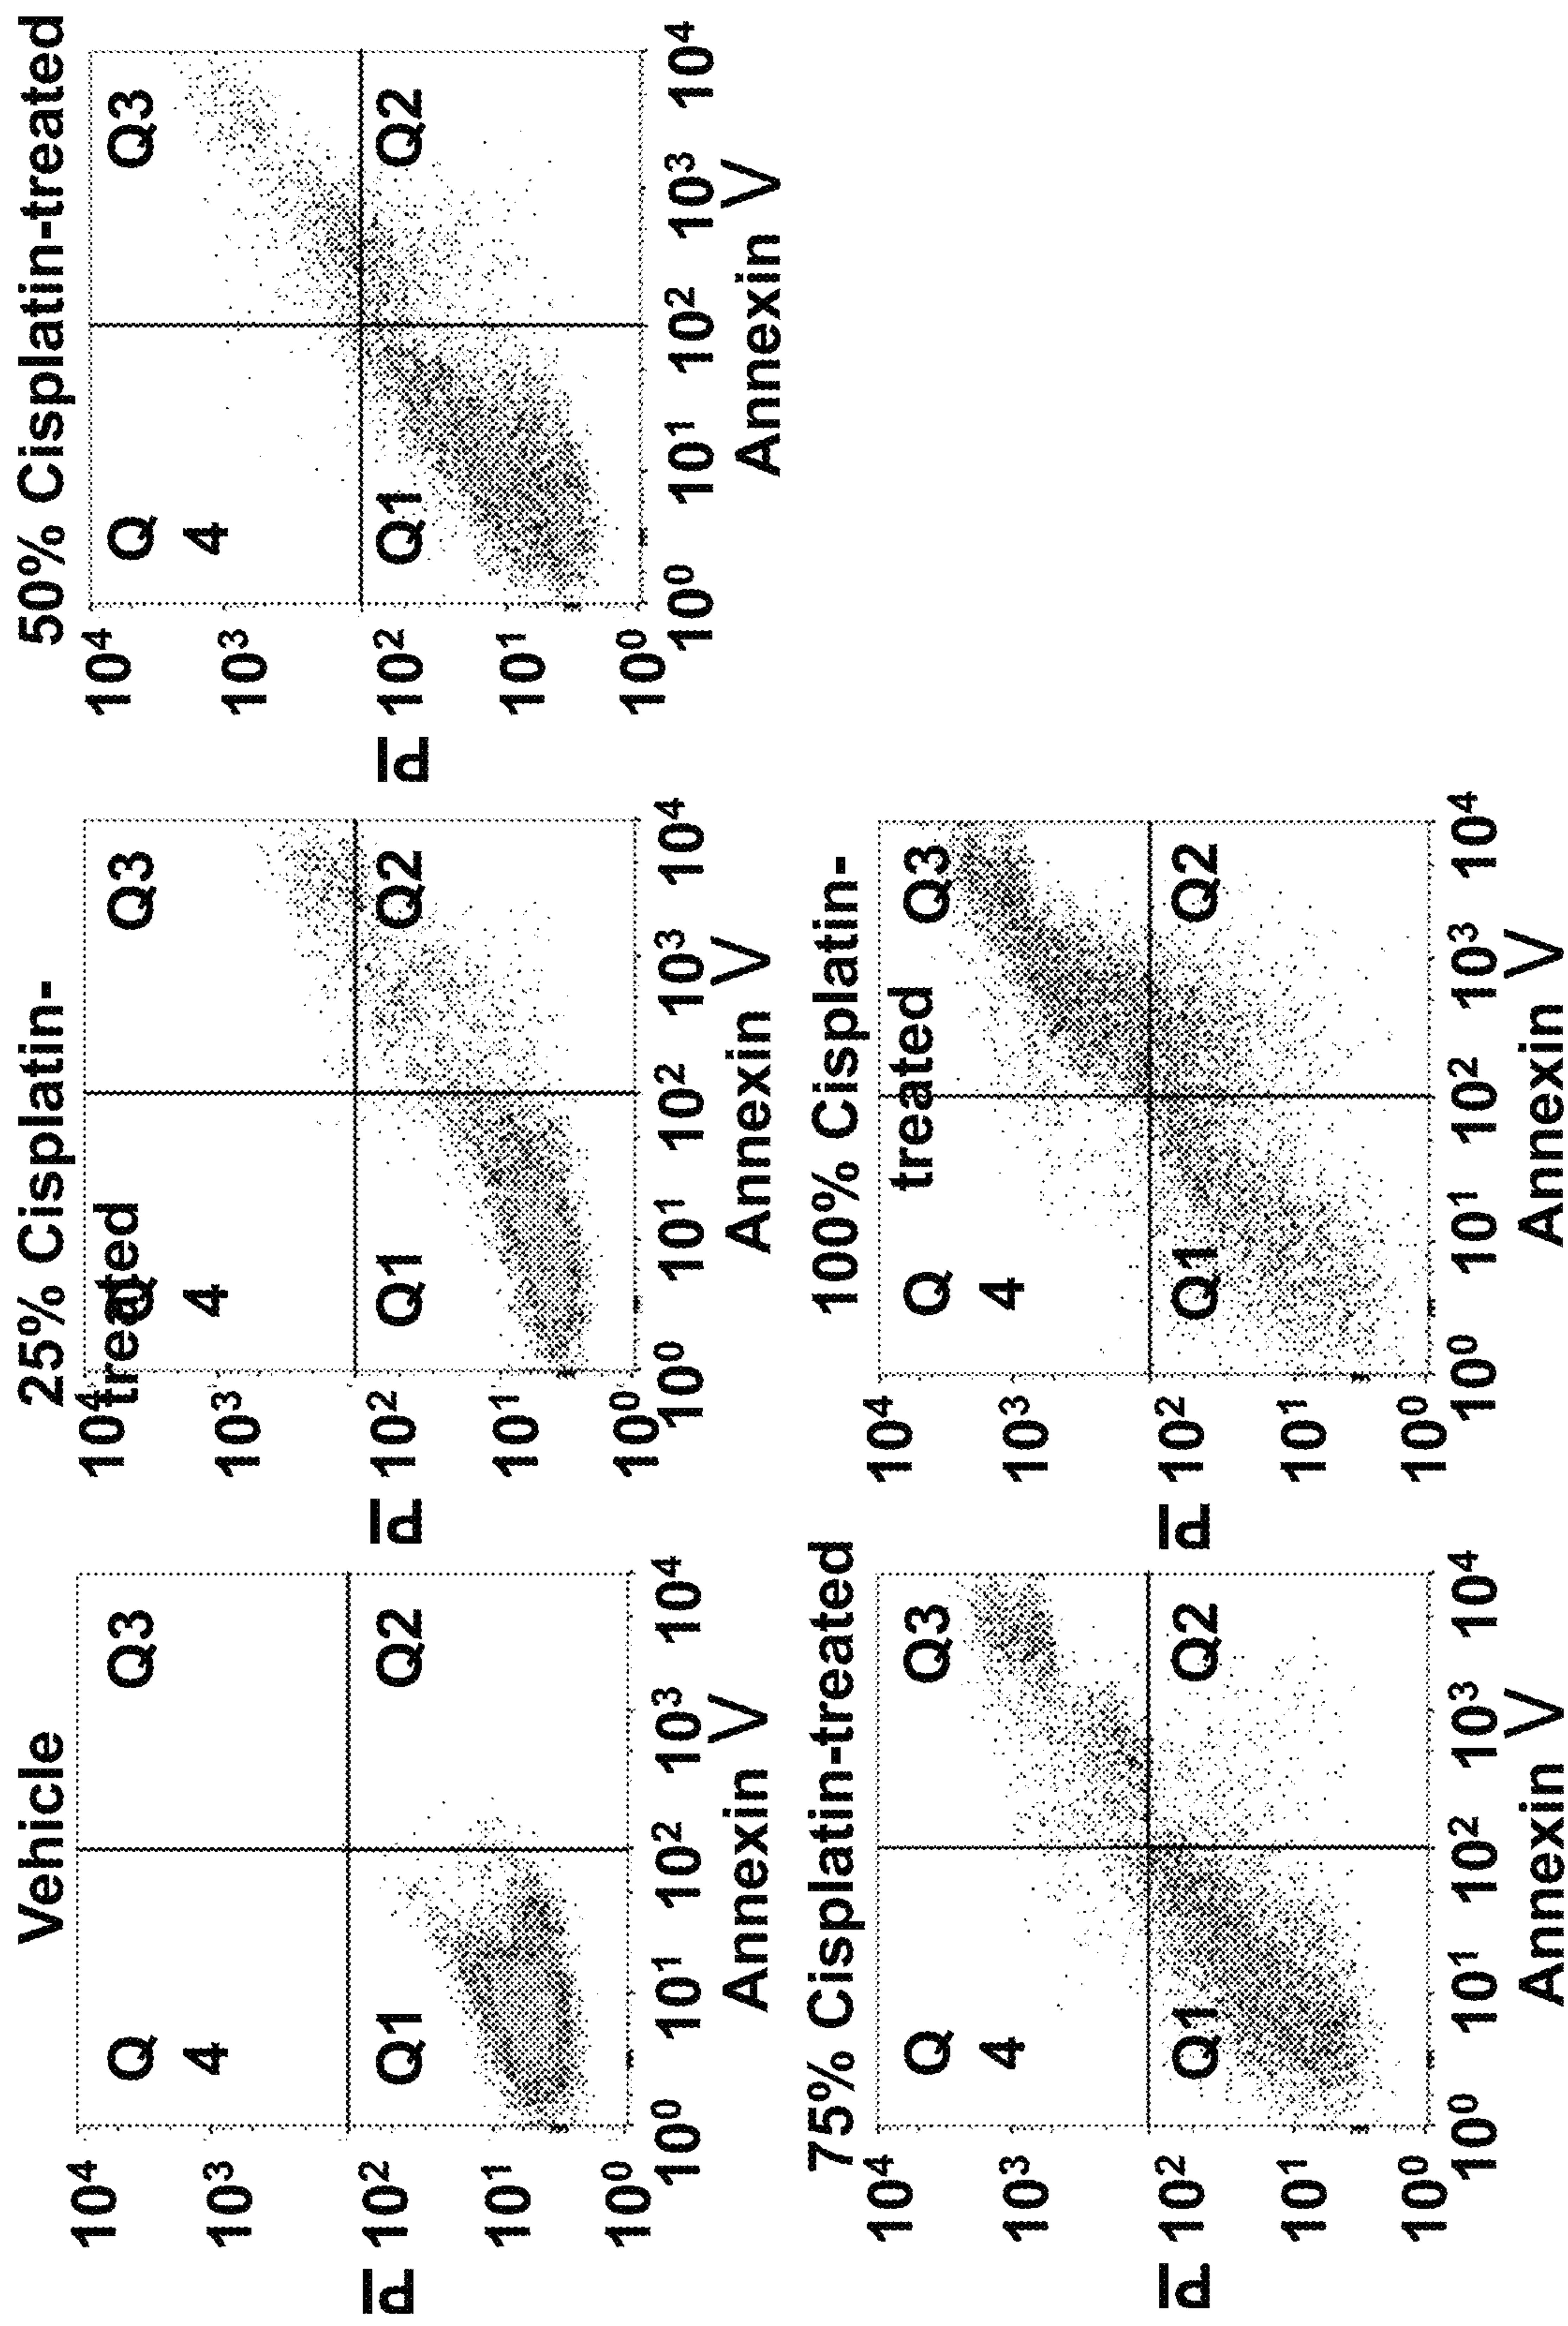 Vehicle
10⁴
Q
4
Q3
10³
PI
10²
Q1
Q2
10¹
10⁰
10⁰ 10¹ 10² 10³ 10⁴
Annexin V
25% Cisplatin-
treated
10⁴
Q
4
Q3
10³
PI
10²
Q1
Q2
10¹
10⁰
10⁰ 10¹ 10² 10³ 10⁴
Annexin V
50% Cisplatin-treated
10⁴
Q
4
Q3
10³
PI
10²
Q1
Q2
10¹
10⁰
10⁰ 10¹ 10² 10³ 10⁴
Annexin V
75% Cisplatin-treated
10⁴
Q
4
Q3
10³
PI
10²
Q1
Q2
10¹
10⁰
10⁰ 10¹ 10² 10³ 10⁴
Annexin V
100% Cisplatin-
treated
10⁴
Q
4
Q3
10³
PI
10²
Q1
Q2
10¹
10⁰
10⁰ 10¹ 10² 10³ 10⁴
Annexin V